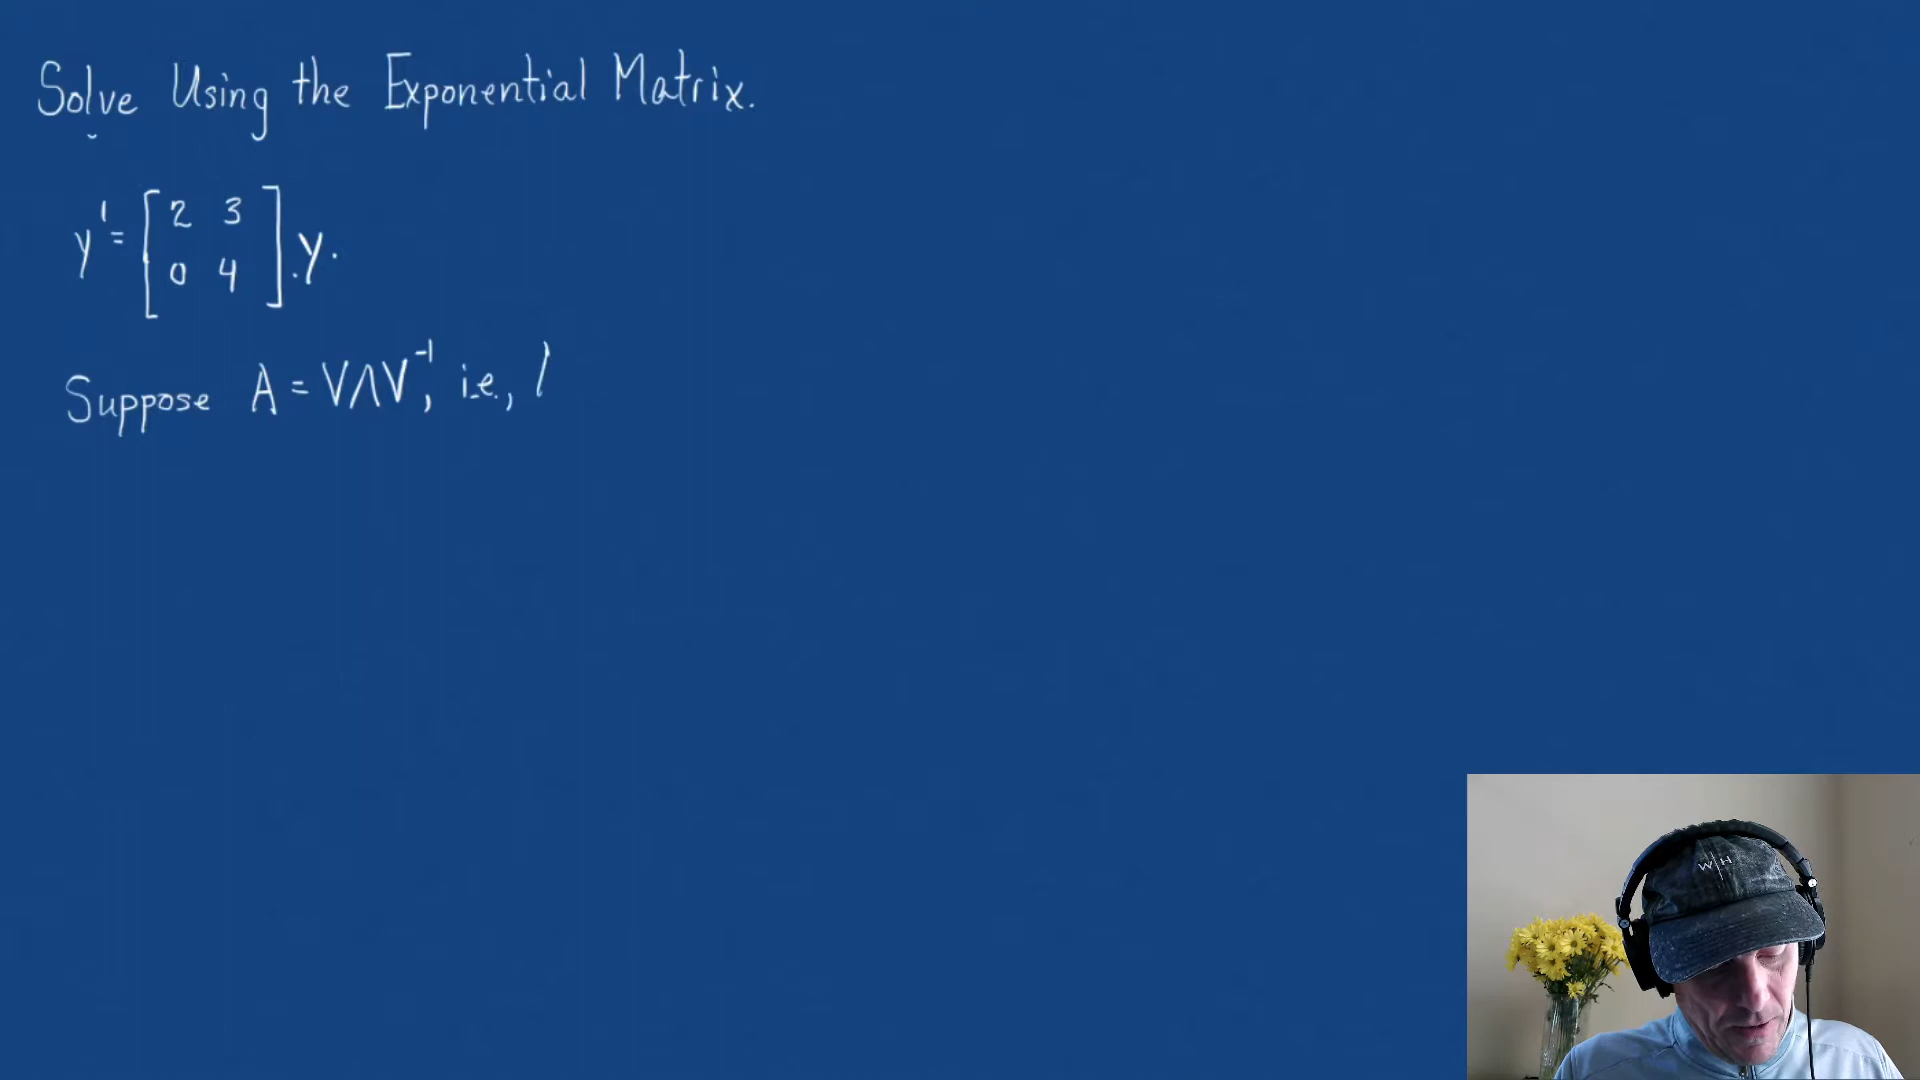 Solve Using the Exponential Matrix.
y' = [ 2 3
0 4 ] . y .
Suppose A = VΛV⁻¹, i.e., /
W|H